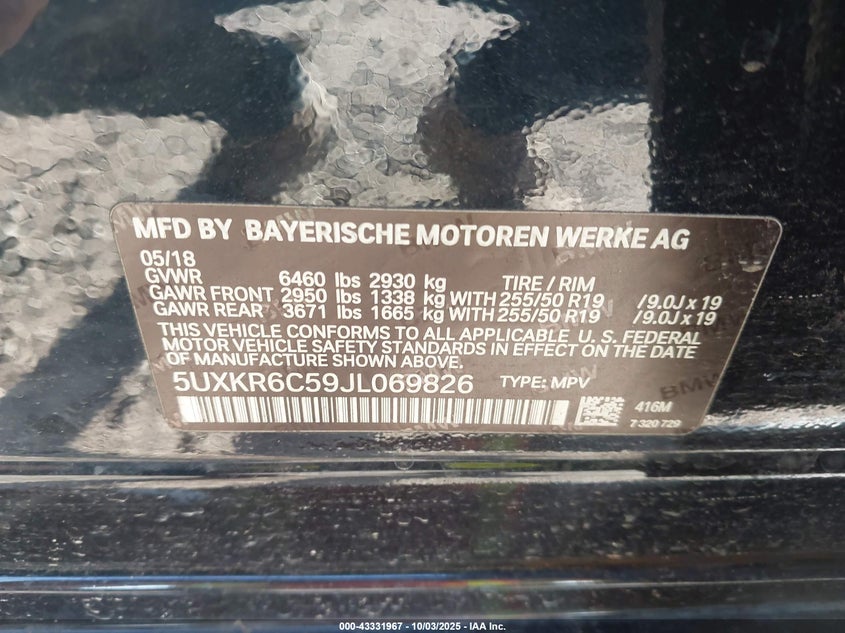 MFD BY BAYERISCHE MOTOREN WERKE AG
05/18
GVWR 6460 lbs 2930 kg TIRE / RIM
GAWR FRONT 2950 lbs 1338 kg WITH 255/50 R19 /9.0J x 19
GAWR REAR 3671 lbs 1665 kg WITH 255/50 R19 /9.0J x 19
THIS VEHICLE CONFORMS TO ALL APPLICABLE U. S. FEDERAL
MOTOR VEHICLE SAFETY STANDARDS IN EFFECT ON THE DATE
OF MANUFACTURE SHOWN ABOVE.
5UXKR6C59JL069826 TYPE: MPV
416M
7 320 729
000-43331967 - 10/03/2025 - IAA Inc.